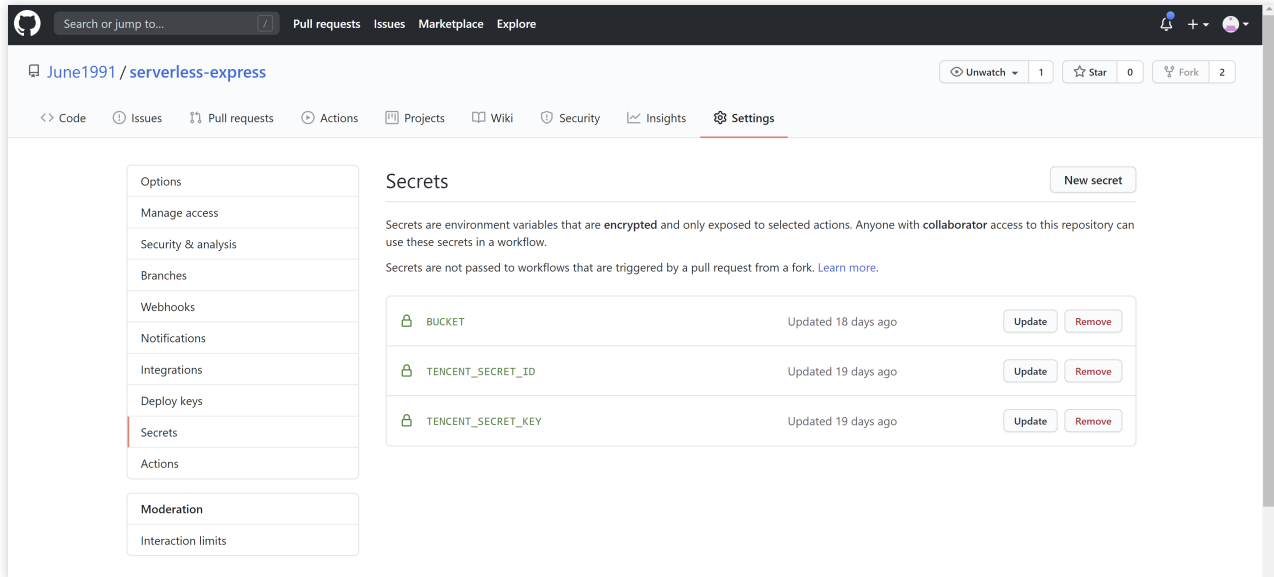 Search or jump to... /
Pull requests Issues Marketplace Explore
June1991 / serverless-express
Unwatch 1 Star 0 Fork 2
Code Issues Pull requests Actions Projects Wiki Security Insights Settings
Options
Manage access
Security & analysis
Branches
Webhooks
Notifications
Integrations
Deploy keys
Secrets
Actions
Moderation
Interaction limits
Secrets New secret
Secrets are environment variables that are encrypted and only exposed to selected actions. Anyone with collaborator access to this repository can
use these secrets in a workflow.
Secrets are not passed to workflows that are triggered by a pull request from a fork. Learn more.
BUCKET Updated 18 days ago Update Remove
TENCENT_SECRET_ID Updated 19 days ago Update Remove
TENCENT_SECRET_KEY Updated 19 days ago Update Remove